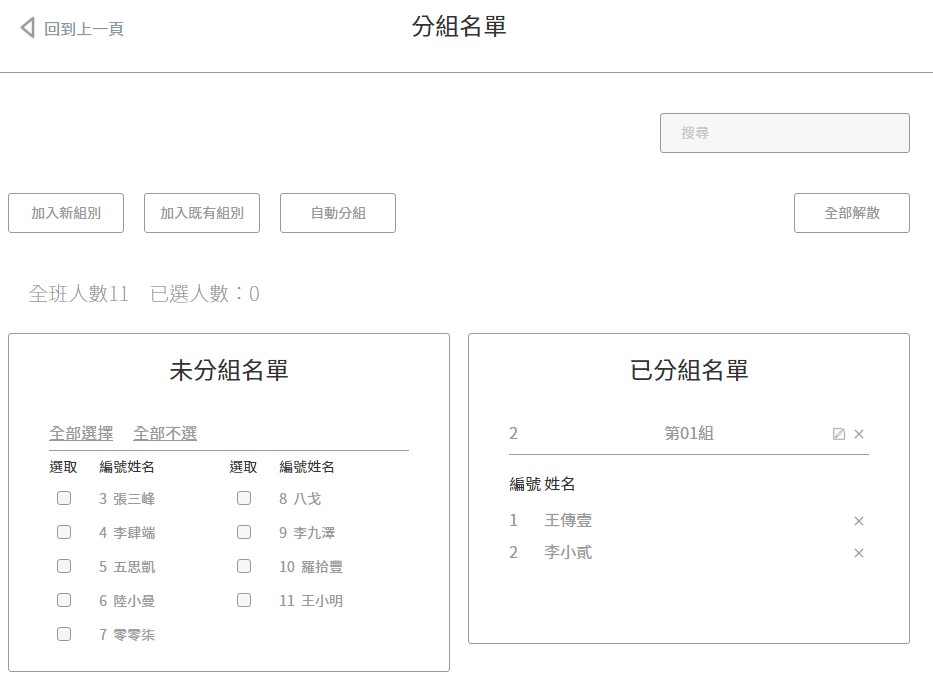 回到上一頁
分組名單
搜尋
加入新組別 加入既有組別 自動分組 全部解散
全班人數11 已選人數：0
未分組名單
全部選擇 全部不選
選取 編號姓名 選取 編號姓名
3 張三峰 8 八戈
4 李肆端 9 李九澤
5 五思凱 10 羅拾豐
6 陸小曼 11 王小明
7 零零柒
已分組名單
2 第01組
編號 姓名
1 王傳壹
2 李小貳